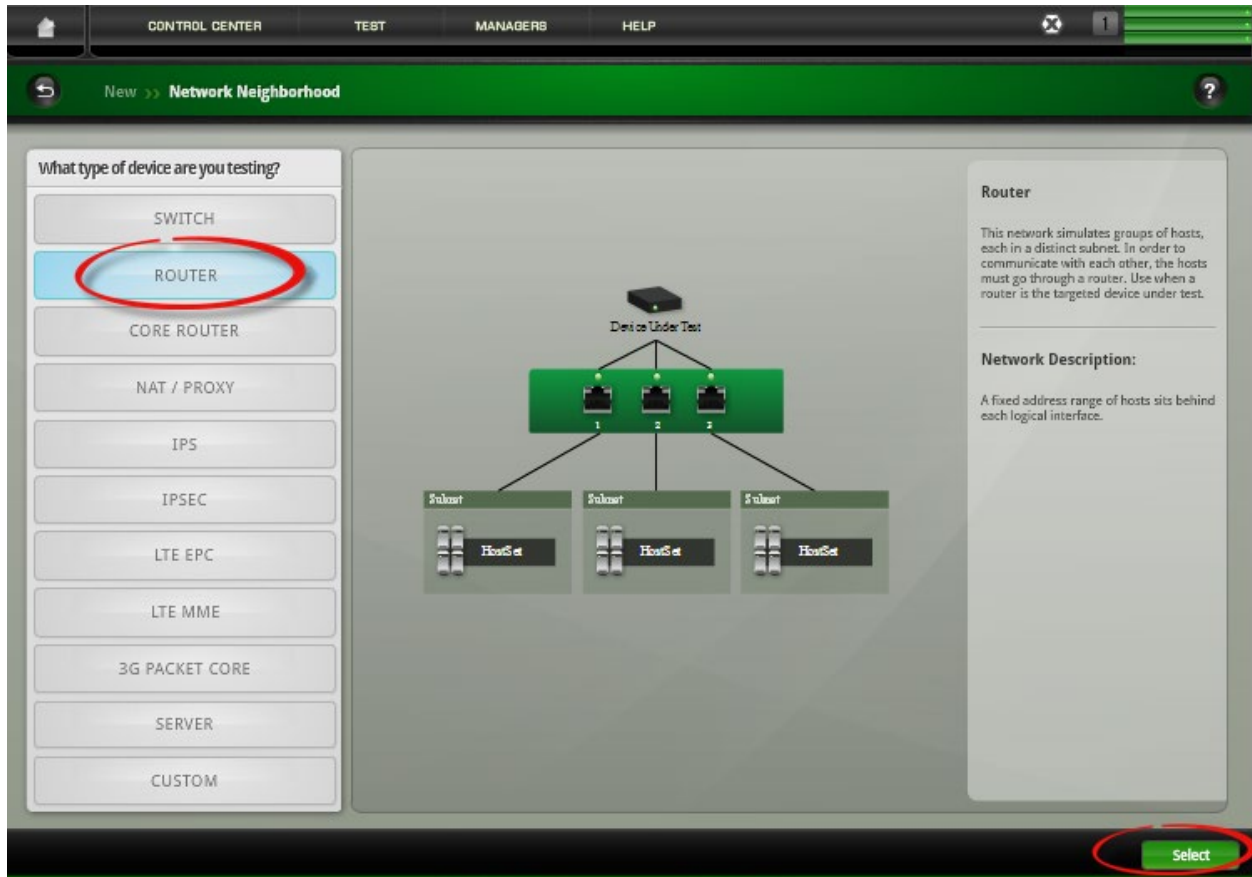 CONTROL CENTER TEST MANAGERS HELP 1
New >> Network Neighborhood ?
What type of device are you testing?
SWITCH
ROUTER
CORE ROUTER
NAT / PROXY
IPS
IPSEC
LTE EPC
LTE MME
3G PACKET CORE
SERVER
CUSTOM
Device Under Test
1 2 3
Subnet Subnet Subnet
HostSet HostSet HostSet
Router
This network simulates groups of hosts,
each in a distinct subnet. In order to
communicate with each other, the hosts
must go through a router. Use when a
router is the targeted device under test.
Network Description:
A fixed address range of hosts sits behind
each logical interface.
Select